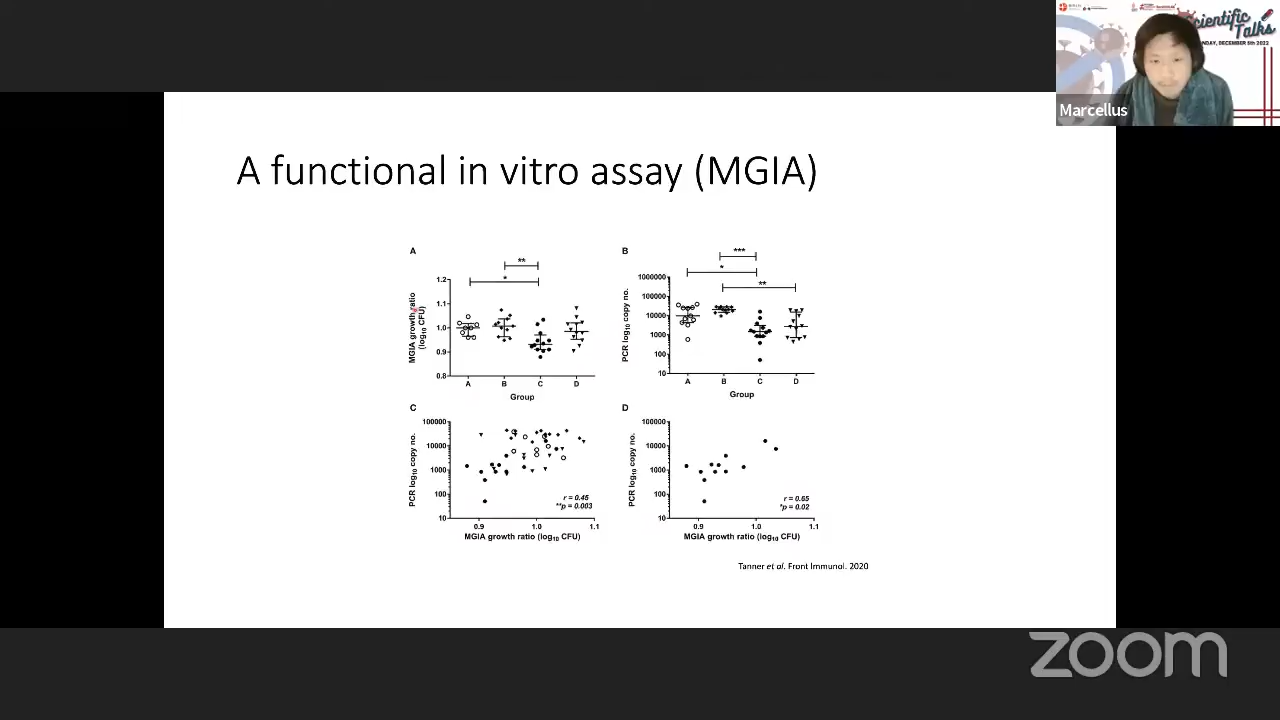 Scientific
Talks
NDAY, DECEMBER 5th 2022
Marcellus
A functional in vitro assay (MGIA)
A
**
*
1.2
1.1
1.0
0.9
0.8
MGIA growth ratio
(log10 CFU)
A B C D
Group
B
***
*
**
1000000
100000
10000
1000
100
10
PCR log10 copy no.
A B C D
Group
C
100000
10000
1000
100
10
PCR log10 copy no.
r = 0.45
**p = 0.003
0.9 1.0 1.1
MGIA growth ratio (log10 CFU)
D
100000
10000
1000
100
10
PCR log10 copy no.
r = 0.65
*p = 0.02
0.9 1.0 1.1
MGIA growth ratio (log10 CFU)
Tanner et al. Front Immunol. 2020
zoom